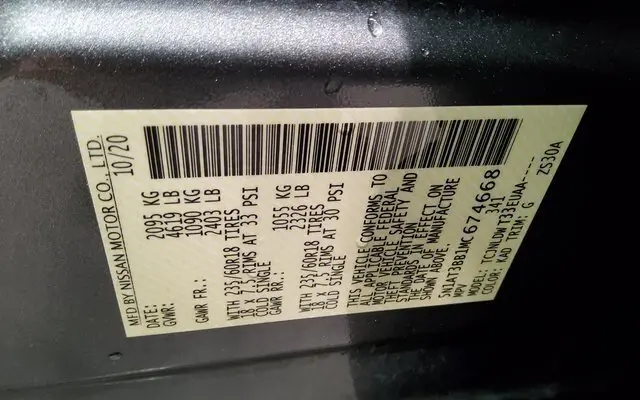 MFD BY NISSAN MOTOR CO., LTD.
DATE: 10/20
GVWR: 2095 KG
4619 LB
GAWR FR.: 1090 KG
2403 LB
WITH 235/60R18 TIRES
18 X 7.5 RIMS AT 33 PSI
COLD SINGLE
GAWR RR.: 1055 KG
2326 LB
WITH 235/60R18 TIRES
18 X 7.5 RIMS AT 30 PSI
COLD SINGLE
THIS VEHICLE CONFORMS TO
ALL APPLICABLE FEDERAL
MOTOR VEHICLE SAFETY AND
THEFT PREVENTION
STANDARDS IN EFFECT ON
THE DATE OF MANUFACTURE
SHOWN ABOVE.
5N1AT3BB1MC674668
MPV 341
MODEL: TCJNLDWT33EUAA----
COLOR: KAD TRIM: G ZS30A